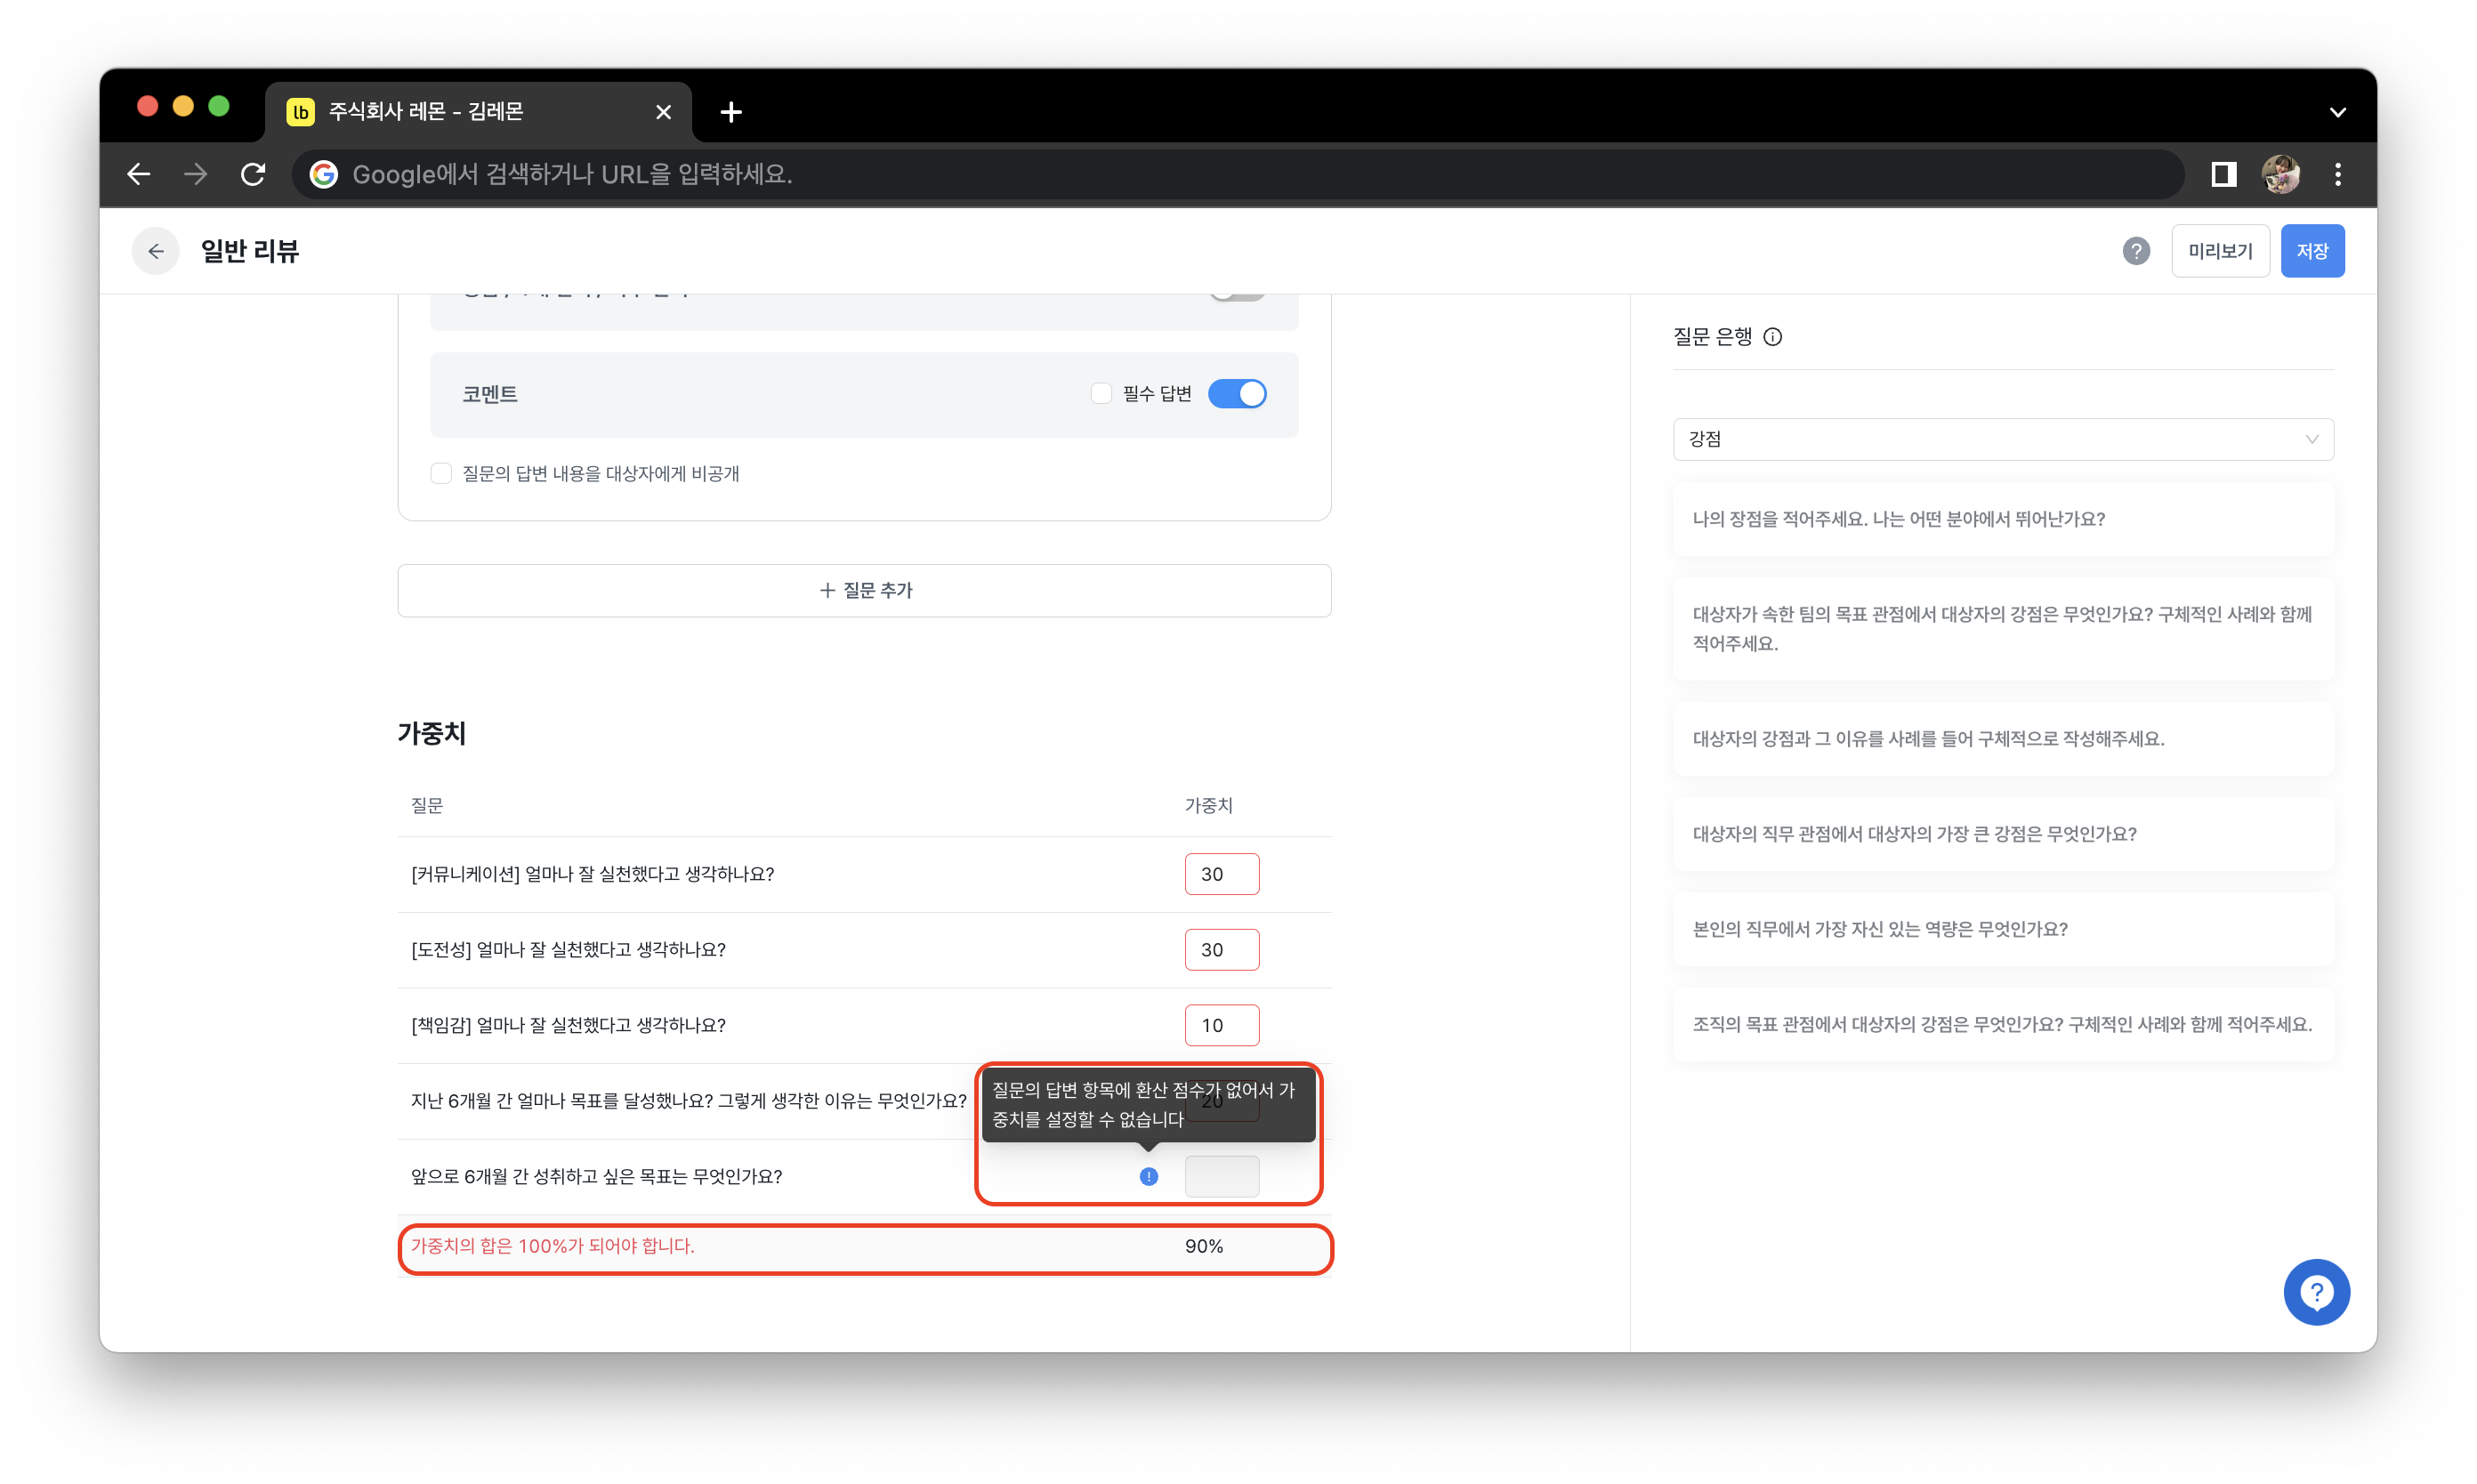 lb 주식회사 레몬 - 김레몬
Google에서 검색하거나 URL을 입력하세요.
일반 리뷰
미리보기
저장
코멘트
필수 답변
질문의 답변 내용을 대상자에게 비공개
+ 질문 추가
가중치
질문 가중치
[커뮤니케이션] 얼마나 잘 실천했다고 생각하나요? 30
[도전성] 얼마나 잘 실천했다고 생각하나요? 30
[책임감] 얼마나 잘 실천했다고 생각하나요? 10
지난 6개월 간 얼마나 목표를 달성했나요? 그렇게 생각한 이유는 무엇인가요? 20
질문의 답변 항목에 환산 점수가 없어서 가
중치를 설정할 수 없습니다
앞으로 6개월 간 성취하고 싶은 목표는 무엇인가요?
가중치의 합은 100%가 되어야 합니다. 90%
질문 은행
강점
나의 장점을 적어주세요. 나는 어떤 분야에서 뛰어난가요?
대상자가 속한 팀의 목표 관점에서 대상자의 강점은 무엇인가요? 구체적인 사례와 함께
적어주세요.
대상자의 강점과 그 이유를 사례를 들어 구체적으로 작성해주세요.
대상자의 직무 관점에서 대상자의 가장 큰 강점은 무엇인가요?
본인의 직무에서 가장 자신 있는 역량은 무엇인가요?
조직의 목표 관점에서 대상자의 강점은 무엇인가요? 구체적인 사례와 함께 적어주세요.